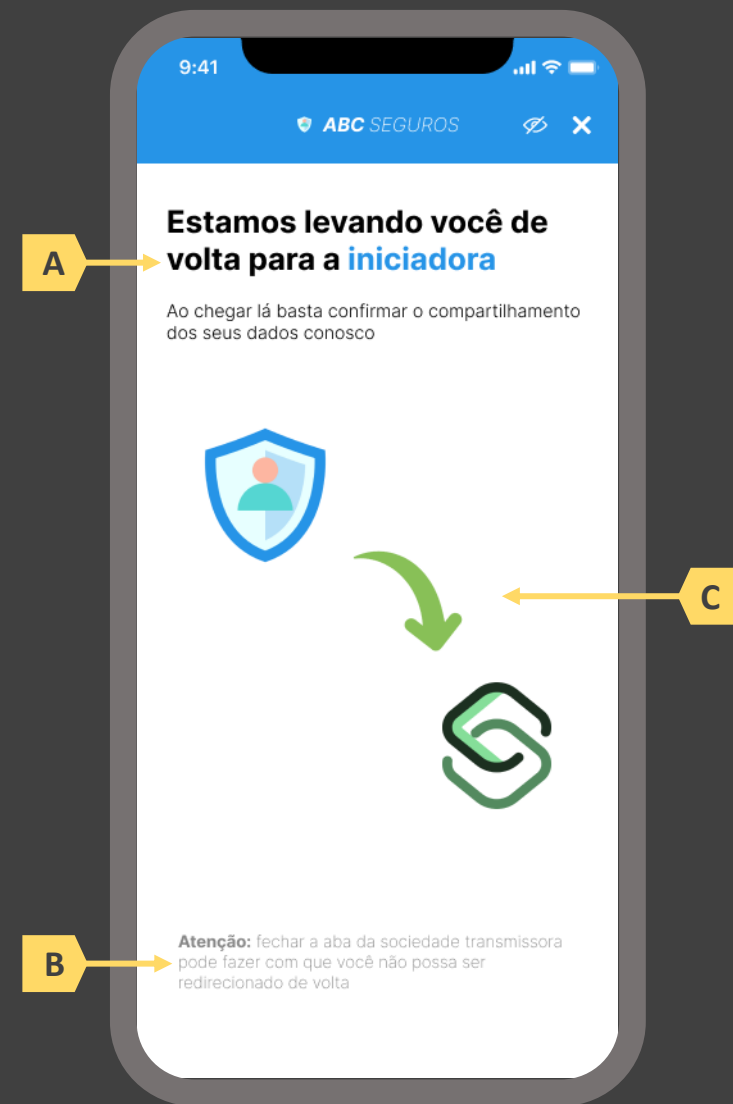 9:41
ABC SEGUROS
Estamos levando você de
volta para a iniciadora
A
Ao chegar lá basta confirmar o compartilhamento
dos seus dados conosco
C
Atenção: fechar a aba da sociedade transmissora
pode fazer com que você não possa ser
redirecionado de volta
B